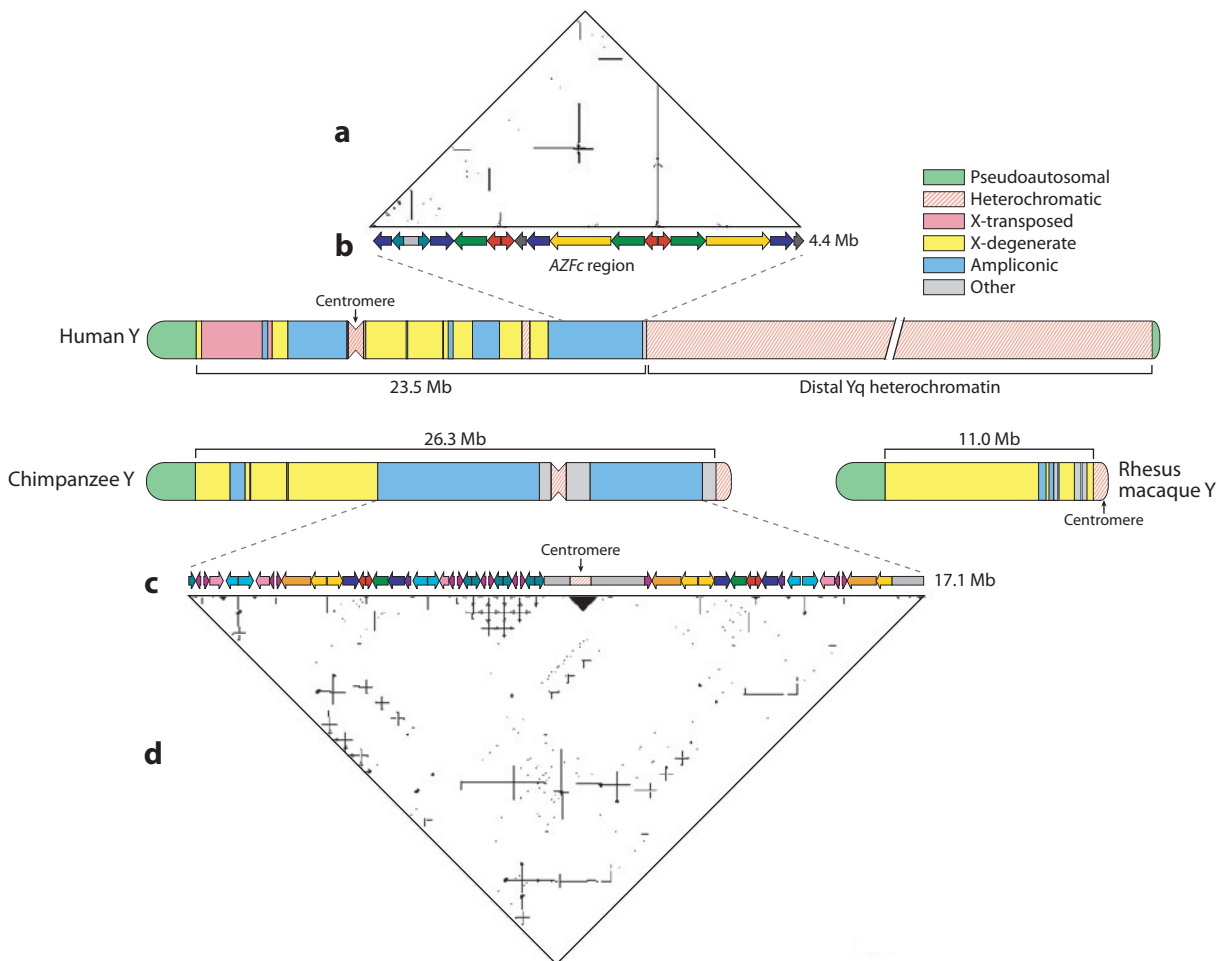 a
b
4.4 Mb
AZFc region
Pseudoautosomal
Heterochromatic
X-transposed
X-degenerate
Ampliconic
Other
Centromere
Human Y
23.5 Mb
Distal Yq heterochromatin
26.3 Mb
11.0 Mb
Chimpanzee Y
Rhesus
macaque Y
Centromere
Centromere
c
17.1 Mb
d